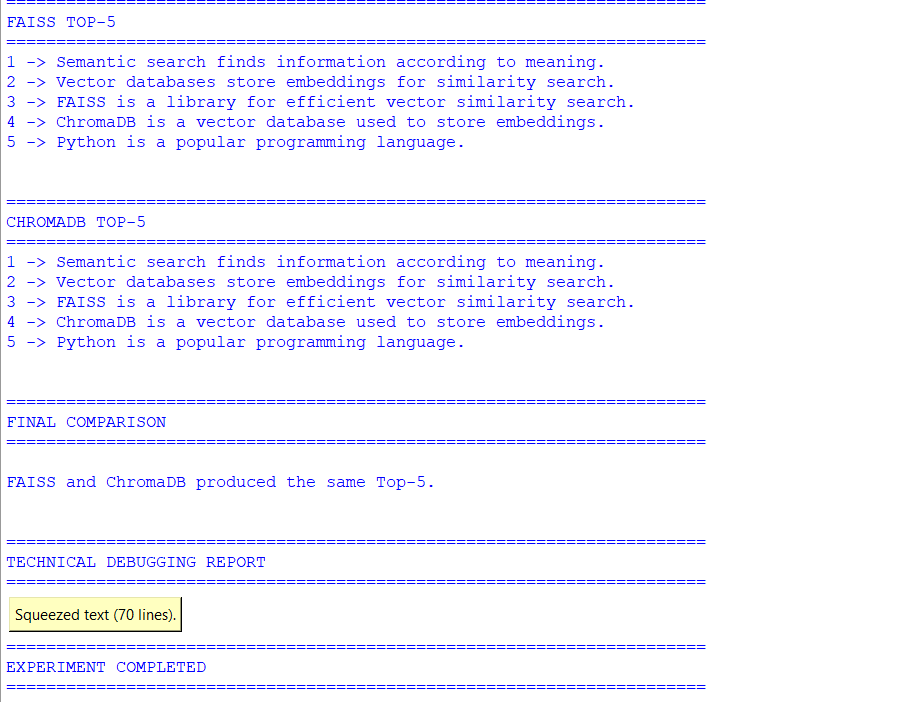 ======================================================================
FAISS TOP-5
======================================================================
1 -> Semantic search finds information according to meaning.
2 -> Vector databases store embeddings for similarity search.
3 -> FAISS is a library for efficient vector similarity search.
4 -> ChromaDB is a vector database used to store embeddings.
5 -> Python is a popular programming language.
======================================================================
CHROMADB TOP-5
======================================================================
1 -> Semantic search finds information according to meaning.
2 -> Vector databases store embeddings for similarity search.
3 -> FAISS is a library for efficient vector similarity search.
4 -> ChromaDB is a vector database used to store embeddings.
5 -> Python is a popular programming language.
======================================================================
FINAL COMPARISON
======================================================================
FAISS and ChromaDB produced the same Top-5.
======================================================================
TECHNICAL DEBUGGING REPORT
======================================================================
Squeezed text (70 lines).
======================================================================
EXPERIMENT COMPLETED
======================================================================